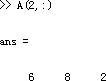 >> A(2,:)
ans =
6 8 2